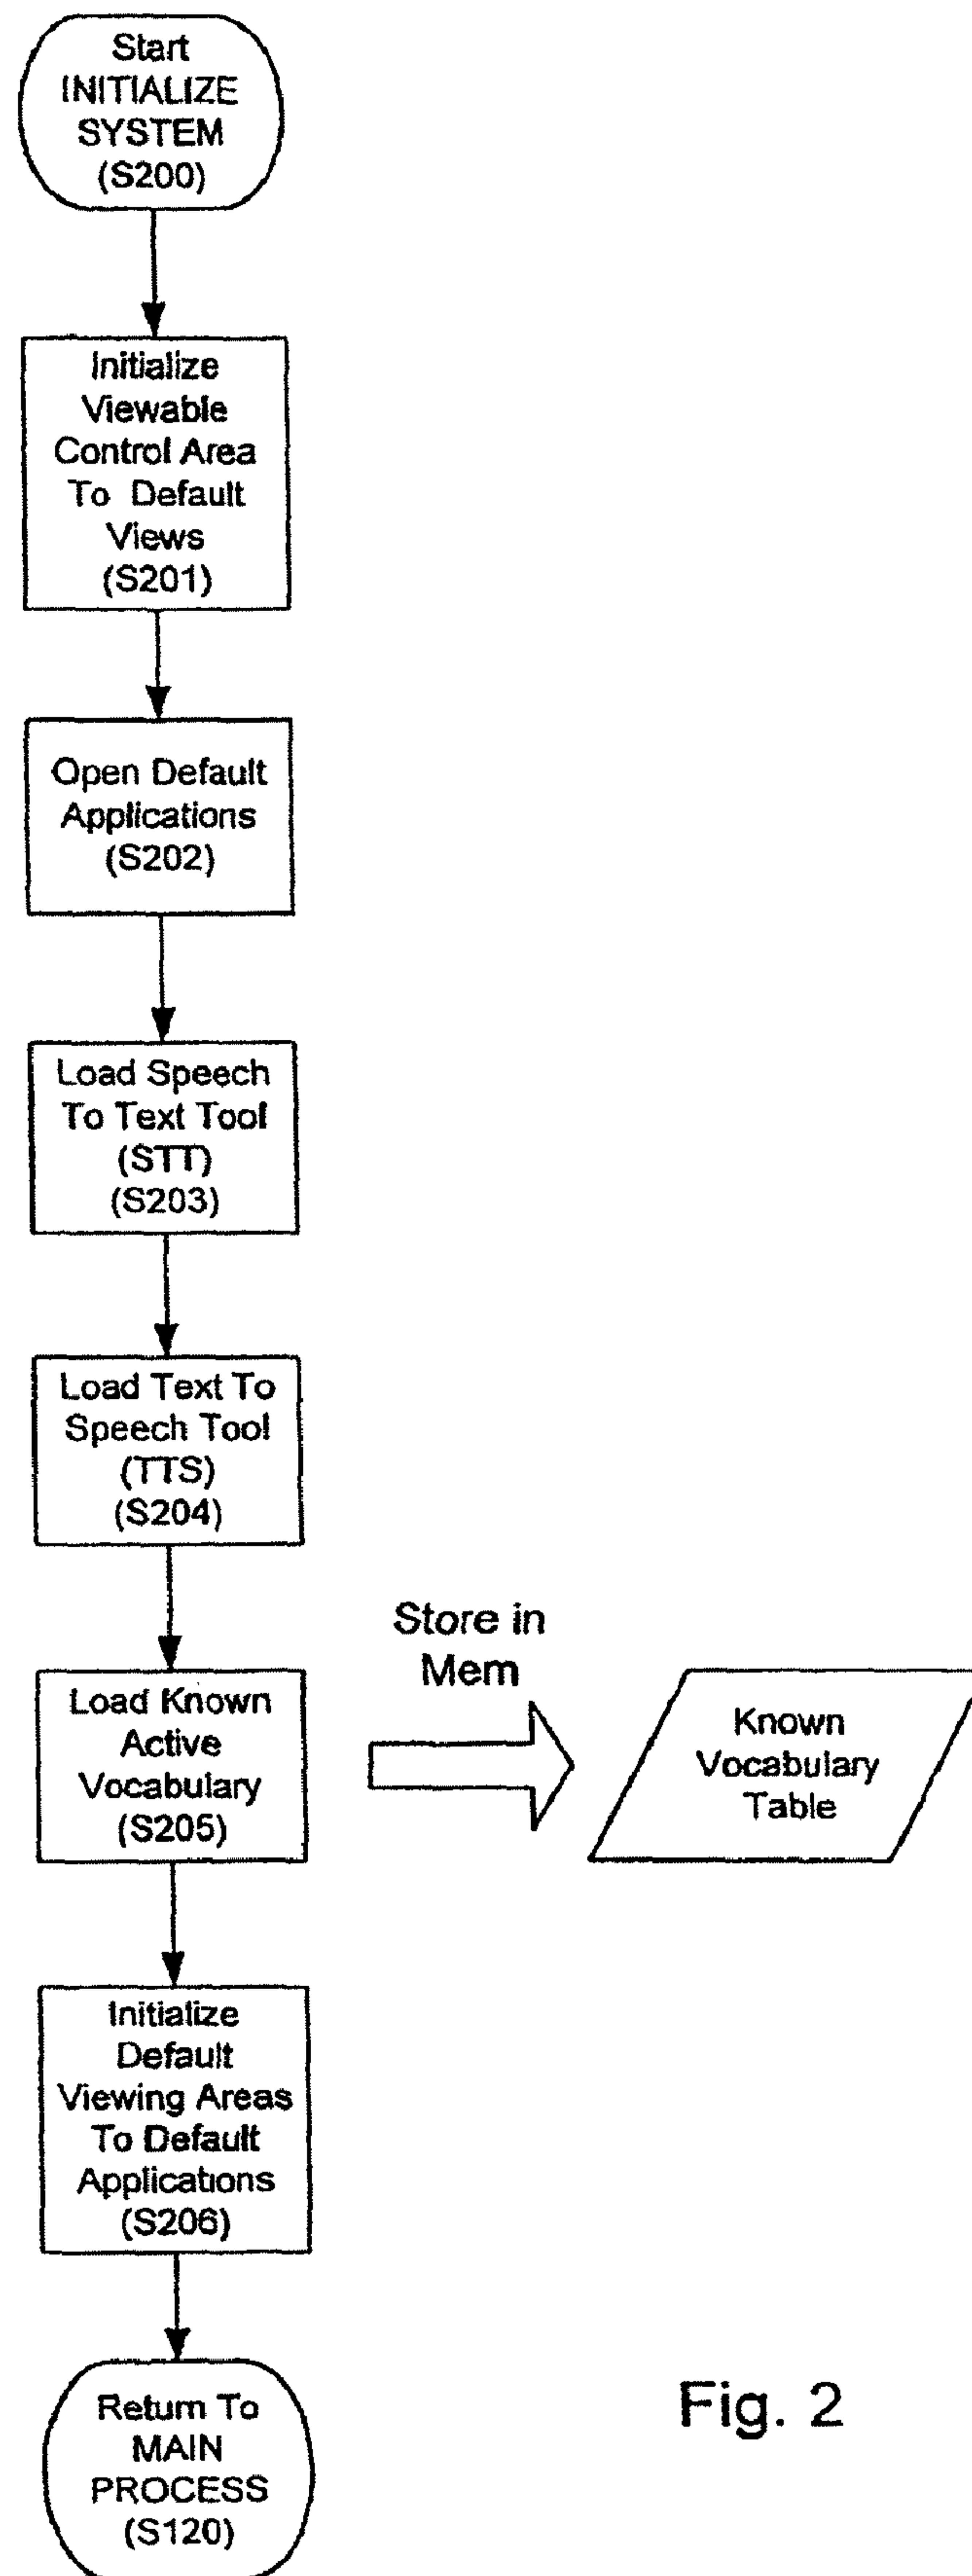 Start
INITIALIZE
SYSTEM
(S200)
Initialize
Viewable
Control Area
To Default
Views
(S201)
Open Default
Applications
(S202)
Load Speech
To Text Tool
(STT)
(S203)
Load Text To
Speech Tool
(TTS)
(S204)
Load Known
Active
Vocabulary
(S205)
Store in
Mem
Known
Vocabulary
Table
Initialize
Default
Viewing Areas
To Default
Applications
(S206)
Return To
MAIN
PROCESS
(S120)
Fig. 2